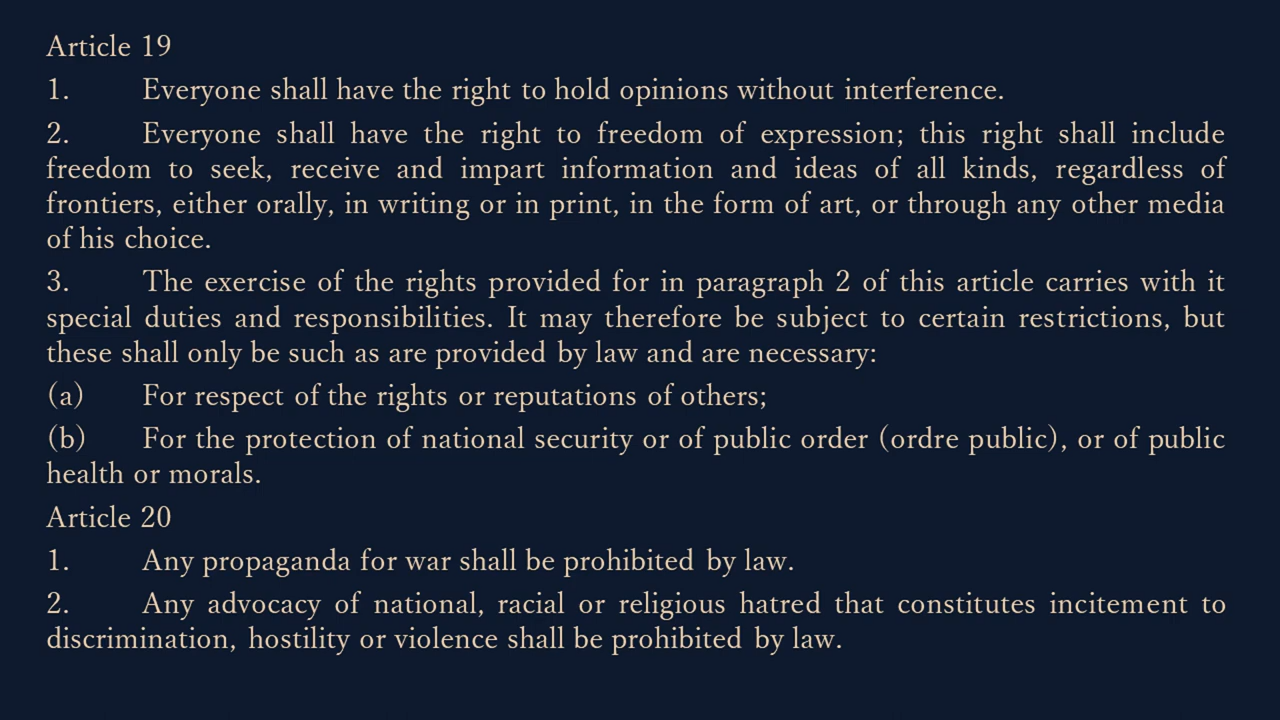 Article 19
1. Everyone shall have the right to hold opinions without interference.
2. Everyone shall have the right to freedom of expression; this right shall include
freedom to seek, receive and impart information and ideas of all kinds, regardless of
frontiers, either orally, in writing or in print, in the form of art, or through any other media
of his choice.
3. The exercise of the rights provided for in paragraph 2 of this article carries with it
special duties and responsibilities. It may therefore be subject to certain restrictions, but
these shall only be such as are provided by law and are necessary:
(a) For respect of the rights or reputations of others;
(b) For the protection of national security or of public order (ordre public), or of public
health or morals.
Article 20
1. Any propaganda for war shall be prohibited by law.
2. Any advocacy of national, racial or religious hatred that constitutes incitement to
discrimination, hostility or violence shall be prohibited by law.